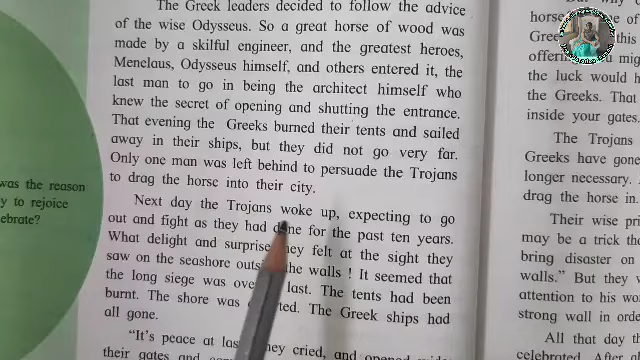 The Greek leaders decided to follow the advice
of the wise Odysseus. So a great horse of wood was
made by a skilful engineer, and the greatest heroes,
Menelaus, Odysseus himself, and others entered it, the
last man to go in being the architect himself who
knew the secret of opening and shutting the entrance.
That evening the Greeks burned their tents and sailed
away in their ships, but they did not go very far.
Only one man was left behind to persuade the Trojans
to drag the horse into their city.
Next day the Trojans woke up, expecting to go
out and fight as they had done for the past ten years.
What delight and surprise they felt at the sight they
saw on the seashore the walls ! It seemed that
the long siege was last. The tents had been
burnt. The shore was The Greek ships had
all gone.
"It's peace at las cried, and opened
their gates and
was the reason
y to rejoice
ebrate?
horse
Gree this
offerin u mig
the luck would h
the Greeks. That
inside your gates.
The Trojans
Greeks have gone
longer necessary.
drag the horse in.
Their wise pri
may be a trick th
bring disaster on
walls." But they w
attention to his wo
strong wall in orde
All that day th
celebrated. After